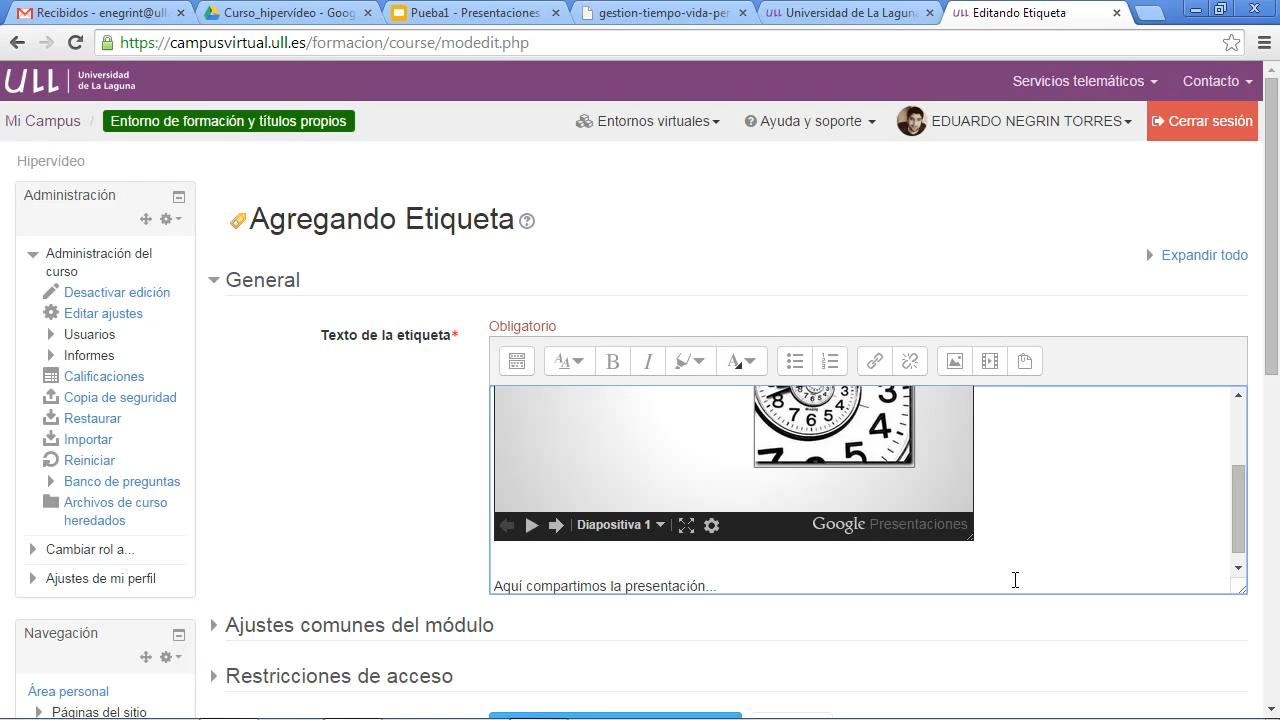 Recibidos - enegrint@ull
Curso_hipervídeo - Goog
Pueba1 - Presentaciones
gestion-tiempo-vida-per
Universidad de La Laguna
Editando Etiqueta
https://campusvirtual.ull.es/formacion/course/modedit.php
ULL
Universidad
de La Laguna
Servicios telemáticos
Contacto
Mi Campus / Entorno de formación y títulos propios
Entornos virtuales
Ayuda y soporte
EDUARDO NEGRIN TORRES
Cerrar sesión
Hipervídeo
Administración
Administración del
curso
Desactivar edición
Editar ajustes
Usuarios
Informes
Calificaciones
Copia de seguridad
Restaurar
Importar
Reiniciar
Banco de preguntas
Archivos de curso
heredados
Cambiar rol a...
Ajustes de mi perfil
Navegación
Área personal
Páginas del sitio
Agregando Etiqueta
Expandir todo
General
Texto de la etiqueta*
Obligatorio
Diapositiva 1
Google Presentaciones
Aquí compartimos la presentación...
Ajustes comunes del módulo
Restricciones de acceso